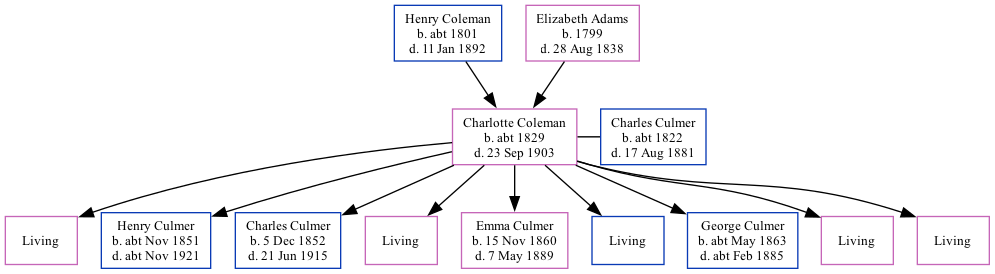 Henry Coleman
b. abt 1801
d. 11 Jan 1892
Elizabeth Adams
b. 1799
d. 28 Aug 1838
Charlotte Coleman
b. abt 1829
d. 23 Sep 1903
Charles Culmer
b. abt 1822
d. 17 Aug 1881
Living
Henry Culmer
b. abt Nov 1851
d. abt Nov 1921
Charles Culmer
b. 5 Dec 1852
d. 21 Jun 1915
Living
Emma Culmer
b. 15 Nov 1860
d. 7 May 1889
Living
George Culmer
b. abt May 1863
d. abt Feb 1885
Living
Living